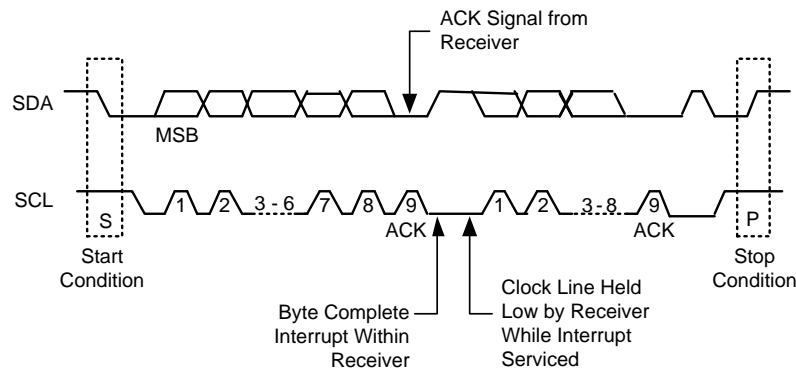 ACK Signal from
Receiver
SDA
MSB
SCL
S
1
2
3 - 6
7
8
9
1
2
3 - 8
9
P
ACK
ACK
Start
Condition
Stop
Condition
Byte Complete
Interrupt Within
Receiver
Clock Line Held
Low by Receiver
While Interrupt
Serviced